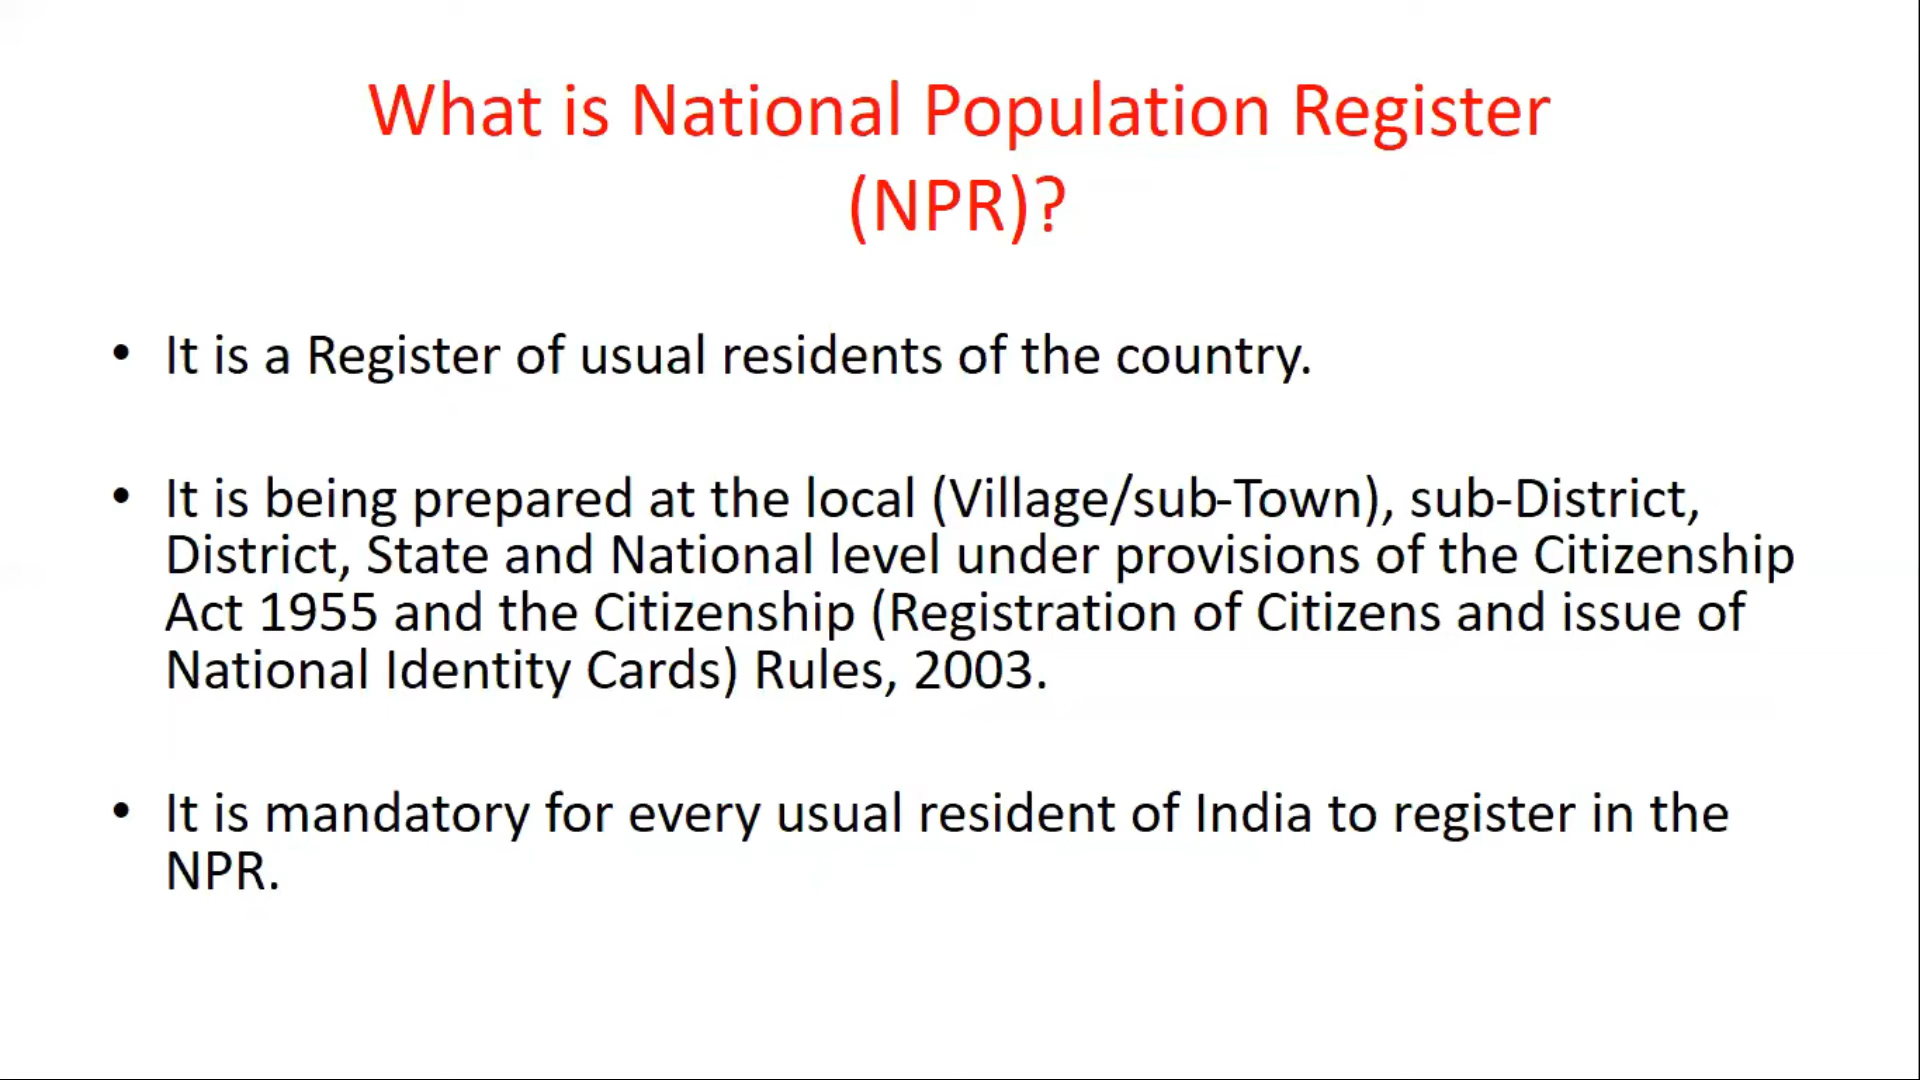 What is National Population Register
(NPR)?
• It is a Register of usual residents of the country.
• It is being prepared at the local (Village/sub-Town), sub-District,
District, State and National level under provisions of the Citizenship
Act 1955 and the Citizenship (Registration of Citizens and issue of
National Identity Cards) Rules, 2003.
• It is mandatory for every usual resident of India to register in the
NPR.